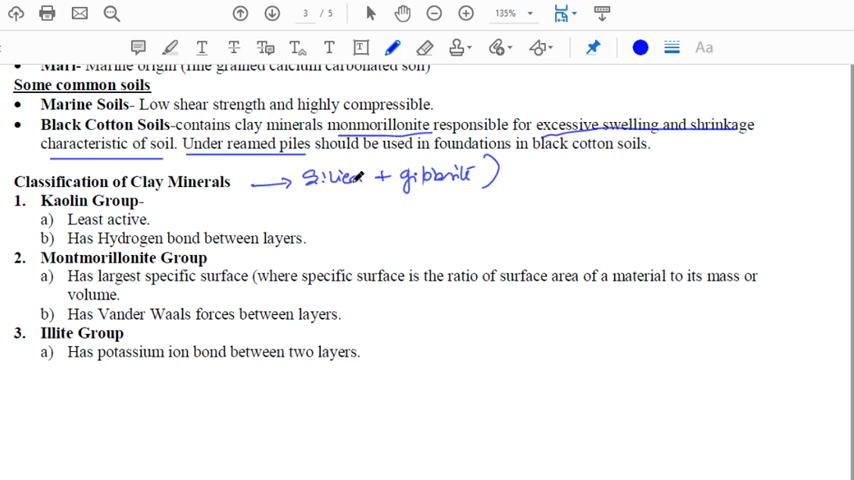 3 / 5
135%
Aa
• Marl- Marine origin (fine grained calcium carbonated soil)
Some common soils
• Marine Soils- Low shear strength and highly compressible.
• Black Cotton Soils-contains clay minerals monmorillonite responsible for excessive swelling and shrinkage
characteristic of soil. Under reamed piles should be used in foundations in black cotton soils.
Classification of Clay Minerals → Silica + gibbsite )
1. Kaolin Group-
a) Least active.
b) Has Hydrogen bond between layers.
2. Montmorillonite Group
a) Has largest specific surface (where specific surface is the ratio of surface area of a material to its mass or
volume.
b) Has Vander Waals forces between layers.
3. Illite Group
a) Has potassium ion bond between two layers.